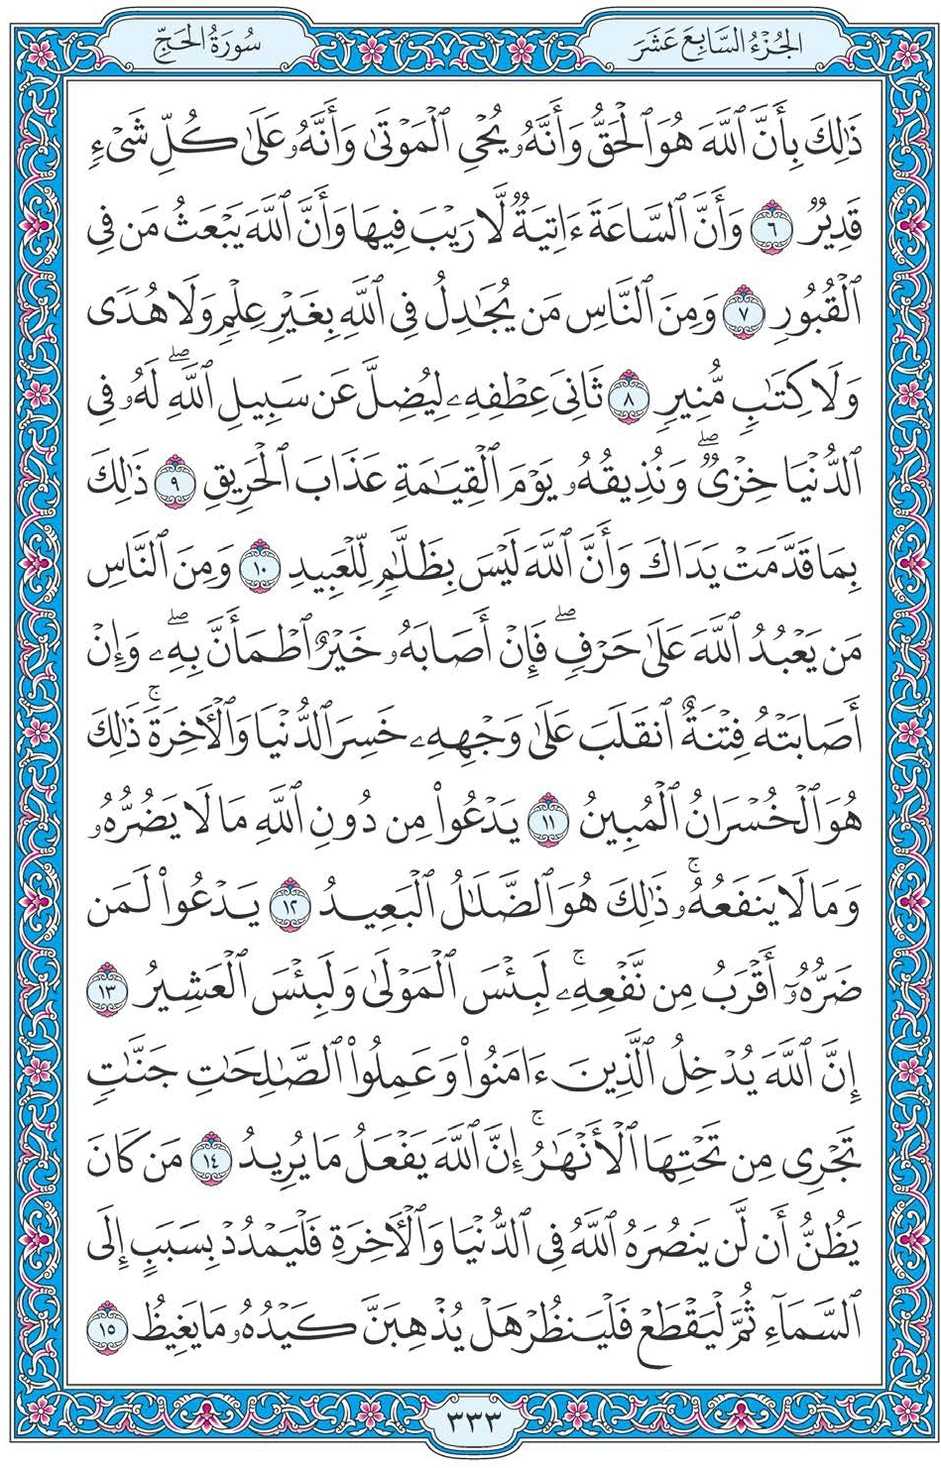 الجُزْءُ السَّابِعَ عَشَرَ
سُورَةُ الحَجّ
ذَٰلِكَ بِأَنَّ ٱللَّهَ هُوَ ٱلْحَقُّ وَأَنَّهُۥ يُحْيِ ٱلْمَوْتَىٰ وَأَنَّهُۥ عَلَىٰ كُلِّ شَىْءٍ
قَدِيرٌ ٦ وَأَنَّ ٱلسَّاعَةَ ءَاتِيَةٌ لَّا رَيْبَ فِيهَا وَأَنَّ ٱللَّهَ يَبْعَثُ مَن فِى
ٱلْقُبُورِ ٧ وَمِنَ ٱلنَّاسِ مَن يُجَٰدِلُ فِى ٱللَّهِ بِغَيْرِ عِلْمٍ وَلَا هُدًى
وَلَا كِتَٰبٍ مُّنِيرٍ ٨ ثَانِىَ عِطْفِهِۦ لِيُضِلَّ عَن سَبِيلِ ٱللَّهِۖ لَهُۥ فِى
ٱلدُّنْيَا خِزْىٌۖ وَنُذِيقُهُۥ يَوْمَ ٱلْقِيَٰمَةِ عَذَابَ ٱلْحَرِيقِ ٩ ذَٰلِكَ
بِمَا قَدَّمَتْ يَدَاكَ وَأَنَّ ٱللَّهَ لَيْسَ بِظَلَّٰمٍ لِّلْعَبِيدِ ١٠ وَمِنَ ٱلنَّاسِ
مَن يَعْبُدُ ٱللَّهَ عَلَىٰ حَرْفٍۖ فَإِنْ أَصَابَهُۥ خَيْرٌ ٱطْمَأَنَّ بِهِۦۖ وَإِنْ
أَصَابَتْهُ فِتْنَةٌ ٱنقَلَبَ عَلَىٰ وَجْهِهِۦ خَسِرَ ٱلدُّنْيَا وَٱلْأَخِرَةَۚ ذَٰلِكَ
هُوَ ٱلْخُسْرَانُ ٱلْمُبِينُ ١١ يَدْعُوا۟ مِن دُونِ ٱللَّهِ مَا لَا يَضُرُّهُۥ
وَمَا لَا يَنفَعُهُۥۚ ذَٰلِكَ هُوَ ٱلضَّلَٰلُ ٱلْبَعِيدُ ١٢ يَدْعُوا۟ لَمَن
ضَرُّهُۥٓ أَقْرَبُ مِن نَّفْعِهِۦۚ لَبِئْسَ ٱلْمَوْلَىٰ وَلَبِئْسَ ٱلْعَشِيرُ ١٣
إِنَّ ٱللَّهَ يُدْخِلُ ٱلَّذِينَ ءَامَنُوا۟ وَعَمِلُوا۟ ٱلصَّٰلِحَٰتِ جَنَّٰتٍ
تَجْرِى مِن تَحْتِهَا ٱلْأَنْهَٰرُۚ إِنَّ ٱللَّهَ يَفْعَلُ مَا يُرِيدُ ١٤ مَن كَانَ
يَظُنُّ أَن لَّن يَنصُرَهُ ٱللَّهُ فِى ٱلدُّنْيَا وَٱلْأَخِرَةِ فَلْيَمْدُدْ بِسَبَبٍ إِلَى
ٱلسَّمَآءِ ثُمَّ لْيَقْطَعْ فَلْيَنظُرْ هَلْ يُذْهِبَنَّ كَيْدُهُۥ مَا يَغِيظُ ١٥
٣٣٣